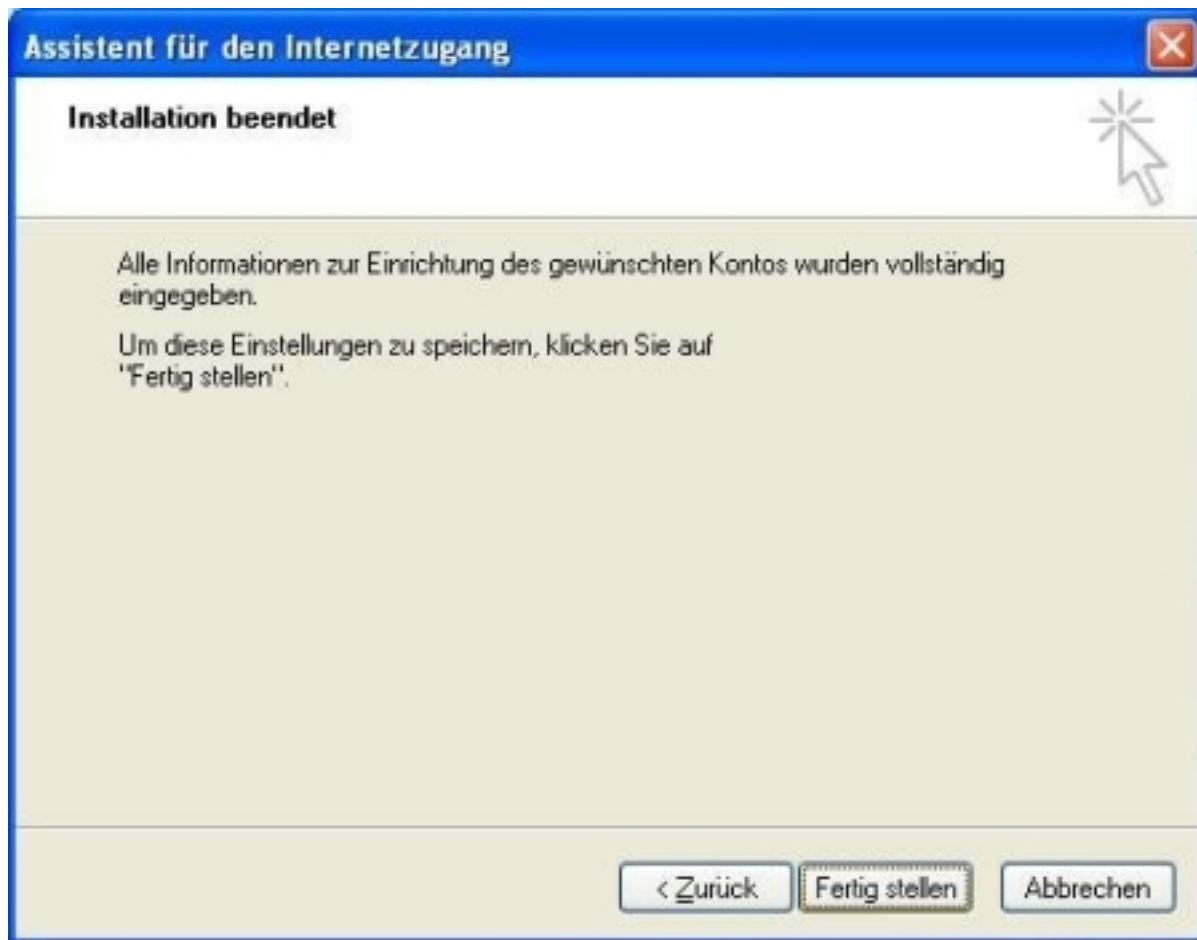 Assistent für den Internetzugang
Installation beendet
Alle Informationen zur Einrichtung des gewünschten Kontos wurden vollständig
eingegeben.
Um diese Einstellungen zu speichern, klicken Sie auf
"Fertig stellen".
< Zurück Fertig stellen Abbrechen